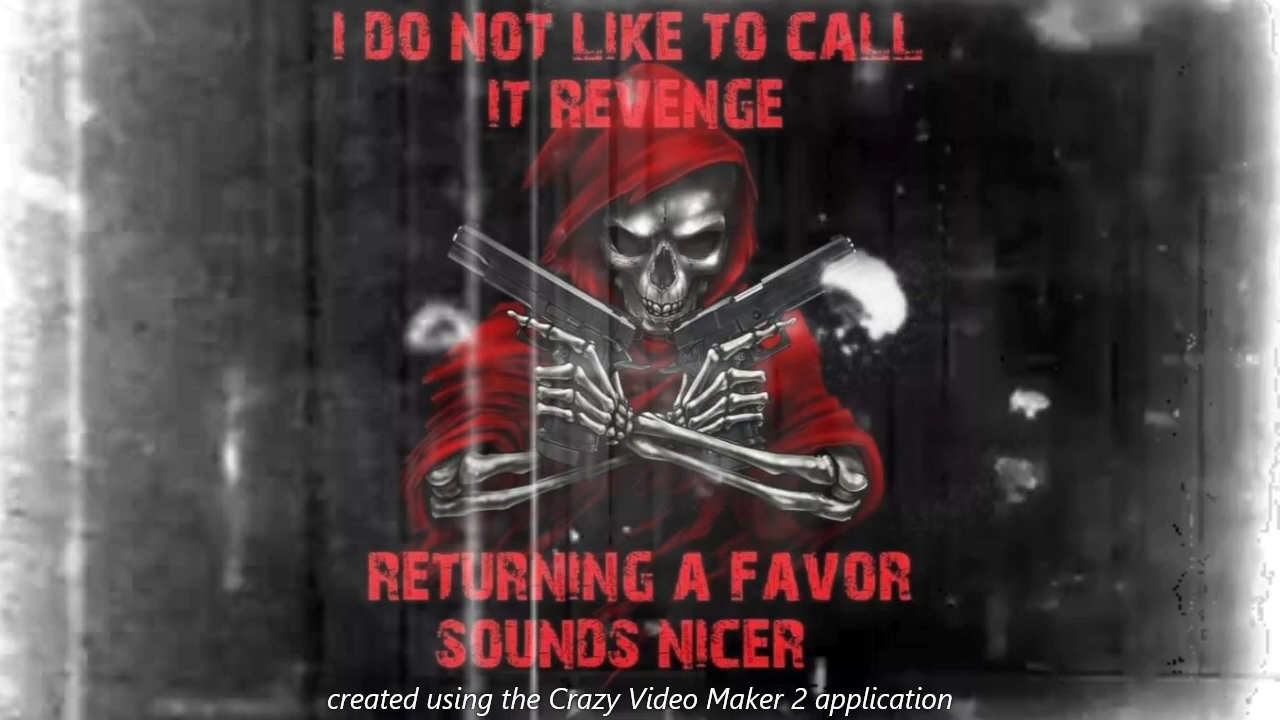 I DO NOT LIKE TO CALL
IT REVENGE
RETURNING A FAVOR
SOUNDS NICER
created using the Crazy Video Maker 2 application